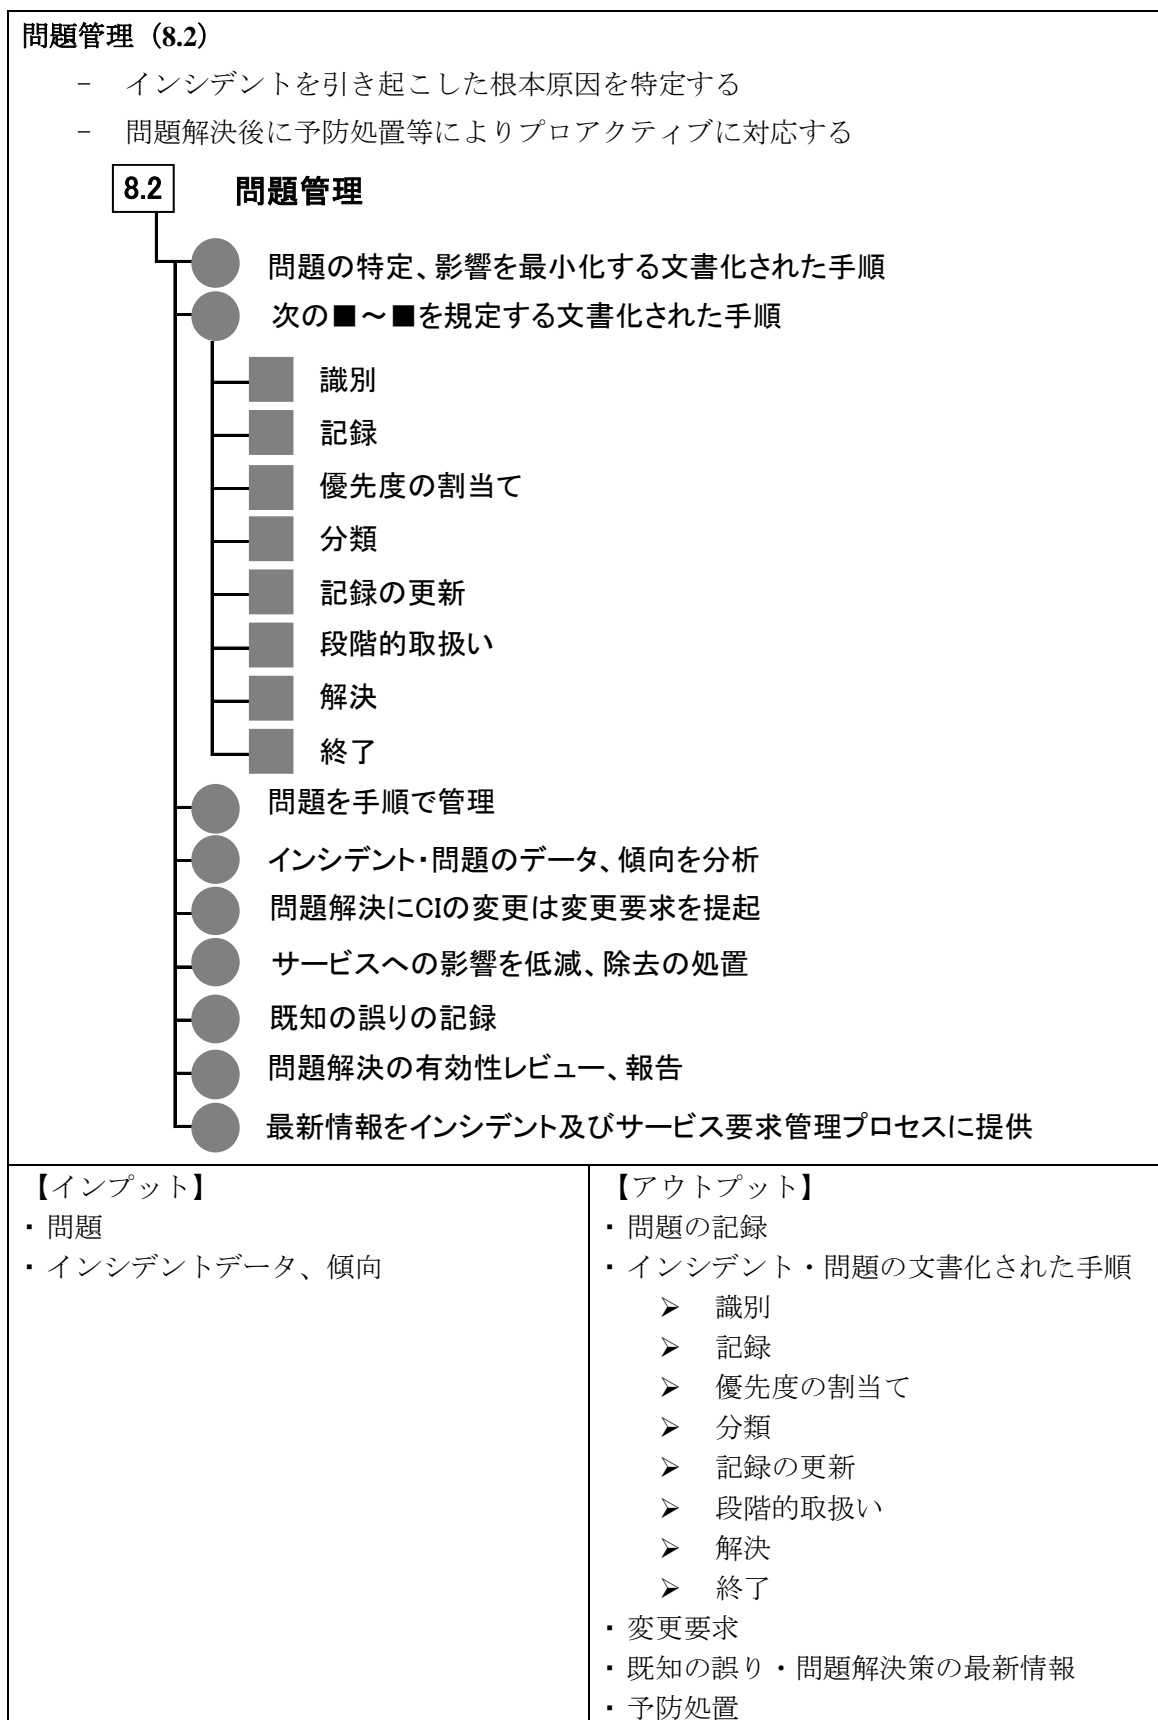 問題管理（8.2）
- インシデントを引き起こした根本原因を特定する
- 問題解決後に予防処置等によりプロアクティブに対応する
8.2 問題管理
問題の特定、影響を最小化する文書化された手順
次の■～■を規定する文書化された手順
識別
記録
優先度の割当て
分類
記録の更新
段階的取扱い
解決
終了
問題を手順で管理
インシデント・問題のデータ、傾向を分析
問題解決にCIの変更は変更要求を提起
サービスへの影響を低減、除去の処置
既知の誤りの記録
問題解決の有効性レビュー、報告
最新情報をインシデント及びサービス要求管理プロセスに提供
【インプット】
・問題
・インシデントデータ、傾向
【アウトプット】
・問題の記録
・インシデント・問題の文書化された手順
➢ 識別
➢ 記録
➢ 優先度の割当て
➢ 分類
➢ 記録の更新
➢ 段階的取扱い
➢ 解決
➢ 終了
・変更要求
・既知の誤り・問題解決策の最新情報
・予防処置